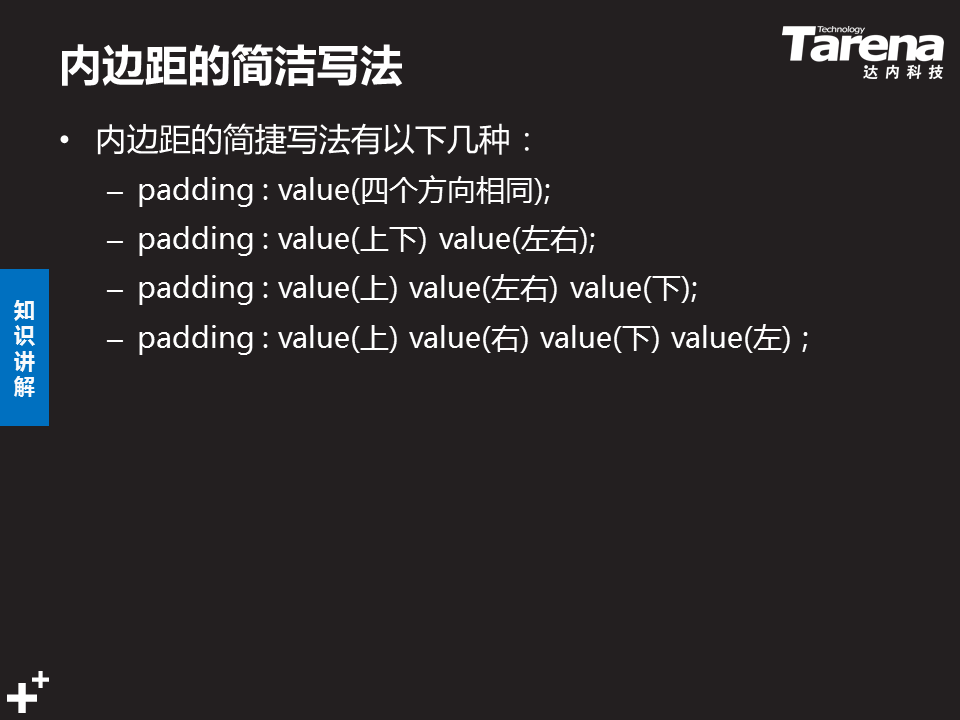 内边距的简洁写法
Technology
Tarena
达内科技
• 内边距的简捷写法有以下几种：
– padding : value(四个方向相同);
– padding : value(上下) value(左右);
– padding : value(上) value(左右) value(下);
– padding : value(上) value(右) value(下) value(左)；
知
识
讲
解